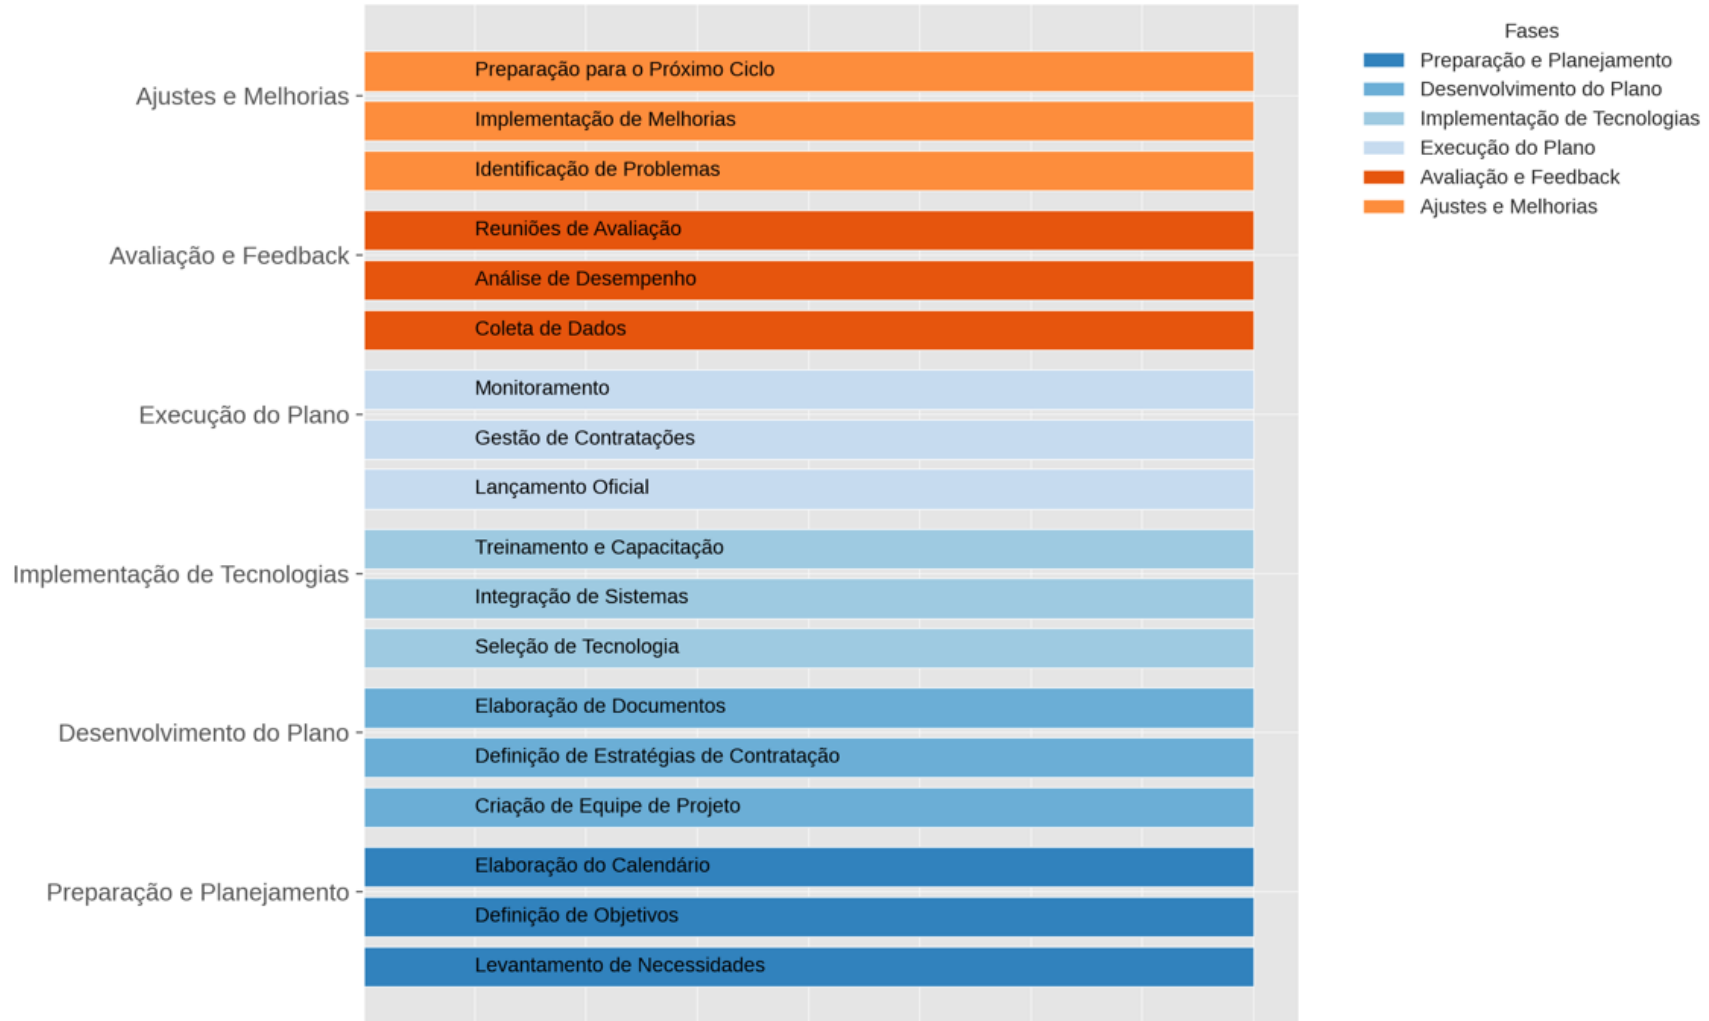 Ajustes e Melhorias
Preparação para o Próximo Ciclo
Implementação de Melhorias
Identificação de Problemas
Avaliação e Feedback
Reuniões de Avaliação
Análise de Desempenho
Coleta de Dados
Execução do Plano
Monitoramento
Gestão de Contratações
Lançamento Oficial
Implementação de Tecnologias
Treinamento e Capacitação
Integração de Sistemas
Seleção de Tecnologia
Desenvolvimento do Plano
Elaboração de Documentos
Definição de Estratégias de Contratação
Criação de Equipe de Projeto
Preparação e Planejamento
Elaboração do Calendário
Definição de Objetivos
Levantamento de Necessidades
Fases
Preparação e Planejamento
Desenvolvimento do Plano
Implementação de Tecnologias
Execução do Plano
Avaliação e Feedback
Ajustes e Melhorias